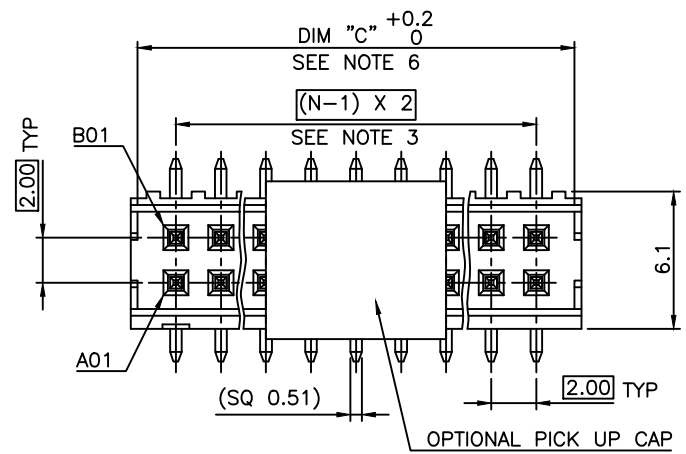 DIM "C" +0.2 0
SEE NOTE 6
(N-1) X 2
SEE NOTE 3
B01
2.00 TYP
6.1
A01
(SQ 0.51)
2.00 TYP
OPTIONAL PICK UP CAP